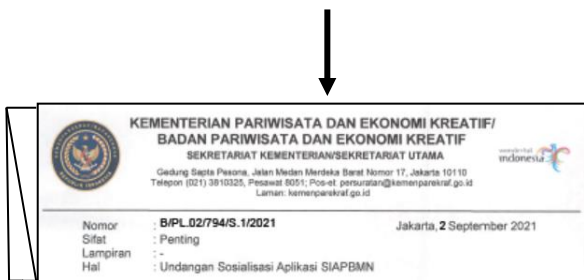 KEMENTERIAN PARIWISATA DAN EKONOMI KREATIF/
BADAN PARIWISATA DAN EKONOMI KREATIF
SEKRETARIAT KEMENTERIAN/SEKRETARIAT UTAMA
Gedung Sapta Pesona, Jalan Medan Merdeka Barat Nomor 17, Jakarta 10110
Telepon (021) 3810325, Pesawat 8051; Pos-el: persuratan@kemenparekraf.go.id
Laman: kemenparekraf.go.id
indonesia
Nomor : B/PL.02/794/S.1/2021 Jakarta, 2 September 2021
Sifat : Penting
Lampiran : -
Hal : Undangan Sosialisasi Aplikasi SIAPBMN